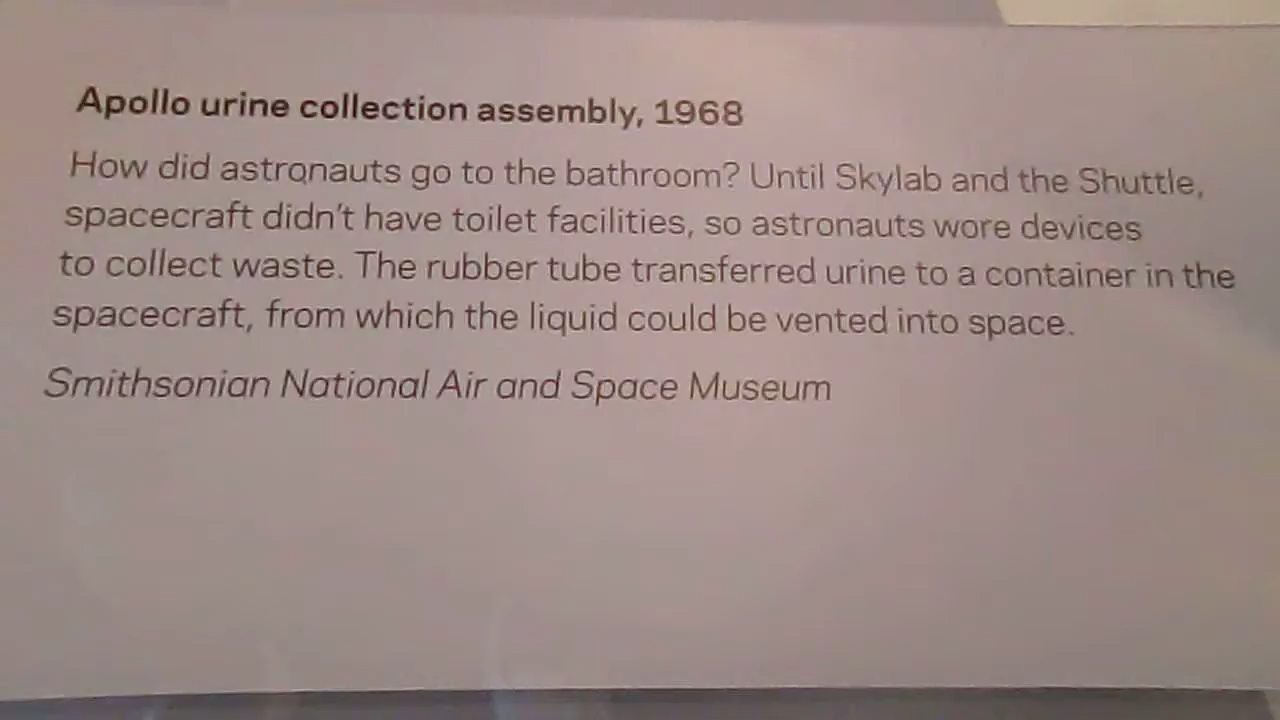 Apollo urine collection assembly, 1968
How did astronauts go to the bathroom? Until Skylab and the Shuttle,
spacecraft didn't have toilet facilities, so astronauts wore devices
to collect waste. The rubber tube transferred urine to a container in the
spacecraft, from which the liquid could be vented into space.
Smithsonian National Air and Space Museum